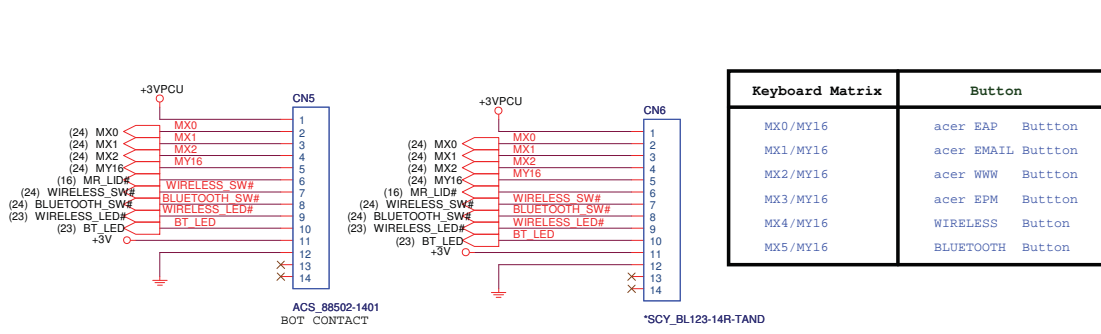 +3VPCU
CN5
(24) MX0 MX0 1
(24) MX1 MX1 2
(24) MX2 MX2 3
(24) MY16 MY16 4
(16) MR_LID# 5
(24) WIRELESS_SW# WIRELESS_SW# 6
(24) BLUETOOTH_SW# BLUETOOTH_SW# 7
(23) WIRELESS_LED# WIRELESS_LED# 8
(23) BT_LED BT_LED 9
+3V 10
11
12
13
14
ACS_88502-1401
BOT CONTACT
+3VPCU
CN6
(24) MX0 MX0 1
(24) MX1 MX1 2
(24) MX2 MX2 3
(24) MY16 MY16 4
(16) MR_LID# 5
(24) WIRELESS_SW# WIRELESS_SW# 6
(24) BLUETOOTH_SW# BLUETOOTH_SW# 7
(23) WIRELESS_LED# WIRELESS_LED# 8
(23) BT_LED BT_LED 9
+3V 10
11
12
13
14
*SCY_BL123-14R-TAND
Keyboard Matrix Button
MX0/MY16 acer EAP Buttton
MX1/MY16 acer EMAIL Buttton
MX2/MY16 acer WWW Buttton
MX3/MY16 acer EPM Buttton
MX4/MY16 WIRELESS Button
MX5/MY16 BLUETOOTH Button